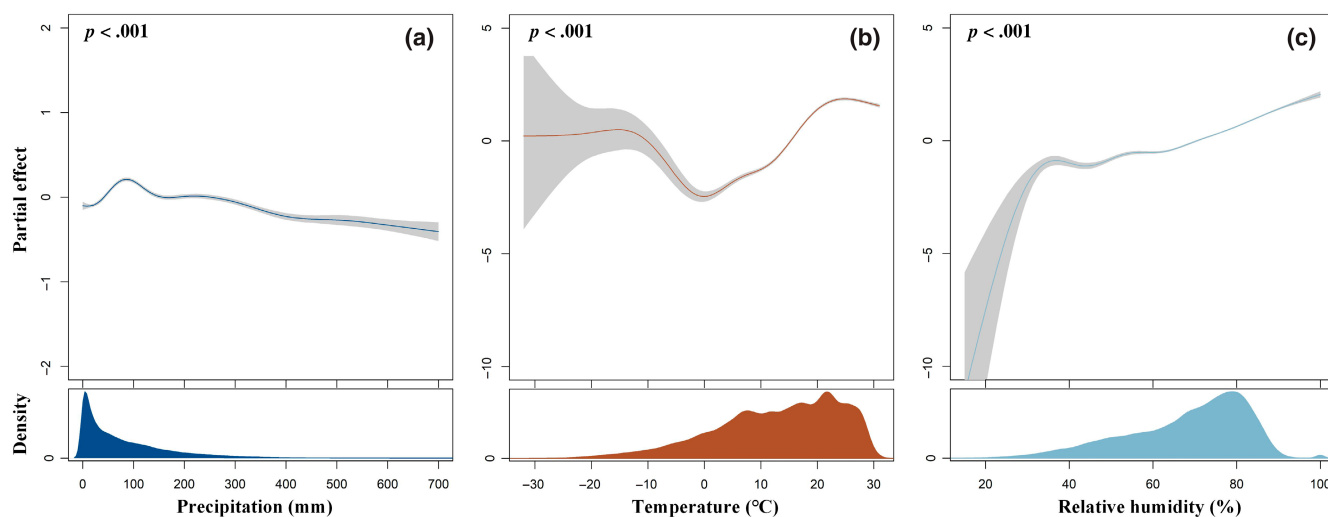 p < .001
(a)
Partial effect
2
1
0
−1
−2
Density
0
0 100 200 300 400 500 600 700
Precipitation (mm)
p < .001
(b)
5
0
−5
−10
0
−30 −20 −10 0 10 20 30
Temperature (°C)
p < .001
(c)
5
0
−5
−10
0
20 40 60 80 100
Relative humidity (%)